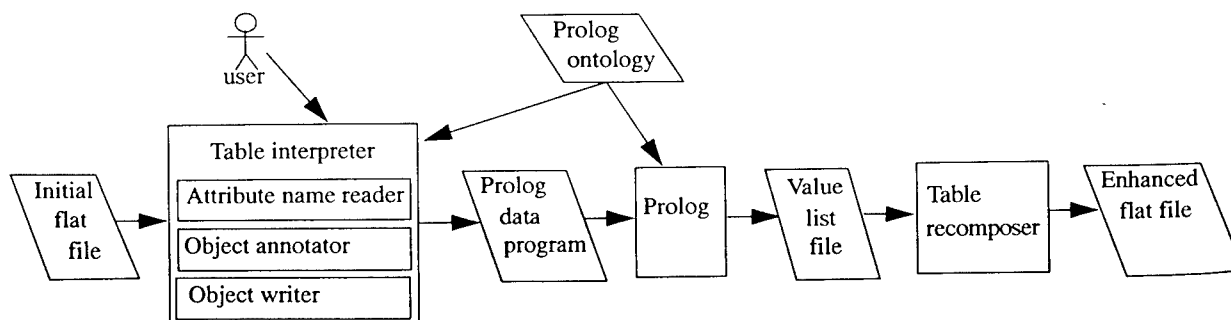 user
Prolog
ontology
Initial
flat
file
Table interpreter
Attribute name reader
Object annotator
Object writer
Prolog
data
program
Prolog
Value
list
file
Table
recomposer
Enhanced
flat file